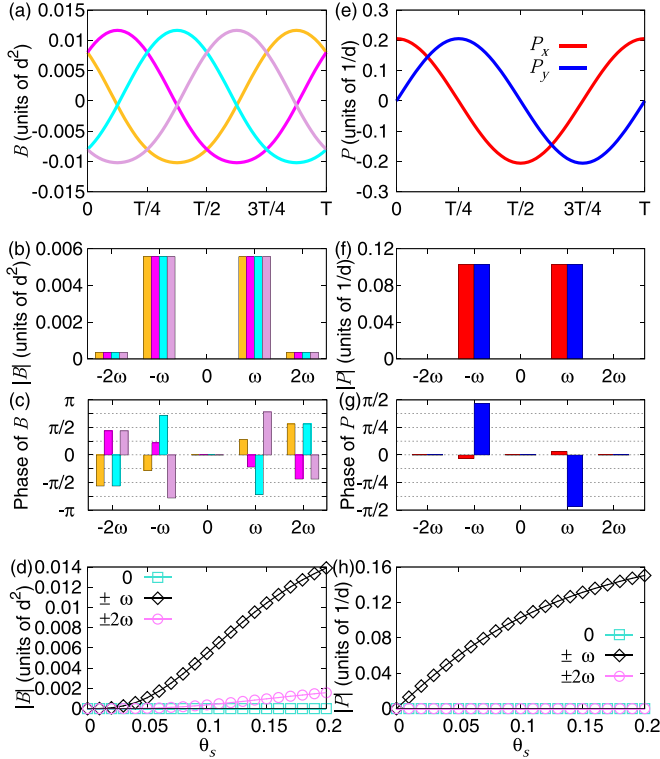 (a)
B (units of d²)
0.015
0.01
0.005
0
-0.005
-0.01
-0.015
0 T/4 T/2 3T/4 T
(e)
P (units of 1/d)
0.3
0.2
0.1
0
-0.1
-0.2
-0.3
Pₓ
P_y
0 T/4 T/2 3T/4 T
(b)
|B| (units of d²)
0.006
0.004
0.002
0
-2ω -ω 0 ω 2ω
(f)
|P| (units of 1/d)
0.12
0.08
0.04
0
-2ω -ω 0 ω 2ω
(c)
Phase of B
π
π/2
0
-π/2
-π
-2ω -ω 0 ω 2ω
(g)
Phase of P
π/2
π/4
0
-π/4
-π/2
-2ω -ω 0 ω 2ω
(d)
|B| (units of d²)
0.014
0.012
0.01
0.008
0.006
0.004
0.002
0
0
± ω
±2ω
0.00 0.05 0.1 0.15 0.2
θₛ
(h)
|P| (units of 1/d)
0.16
0.12
0.08
0.04
0
0
± ω
±2ω
0.00 0.05 0.1 0.15 0.2
θₛ